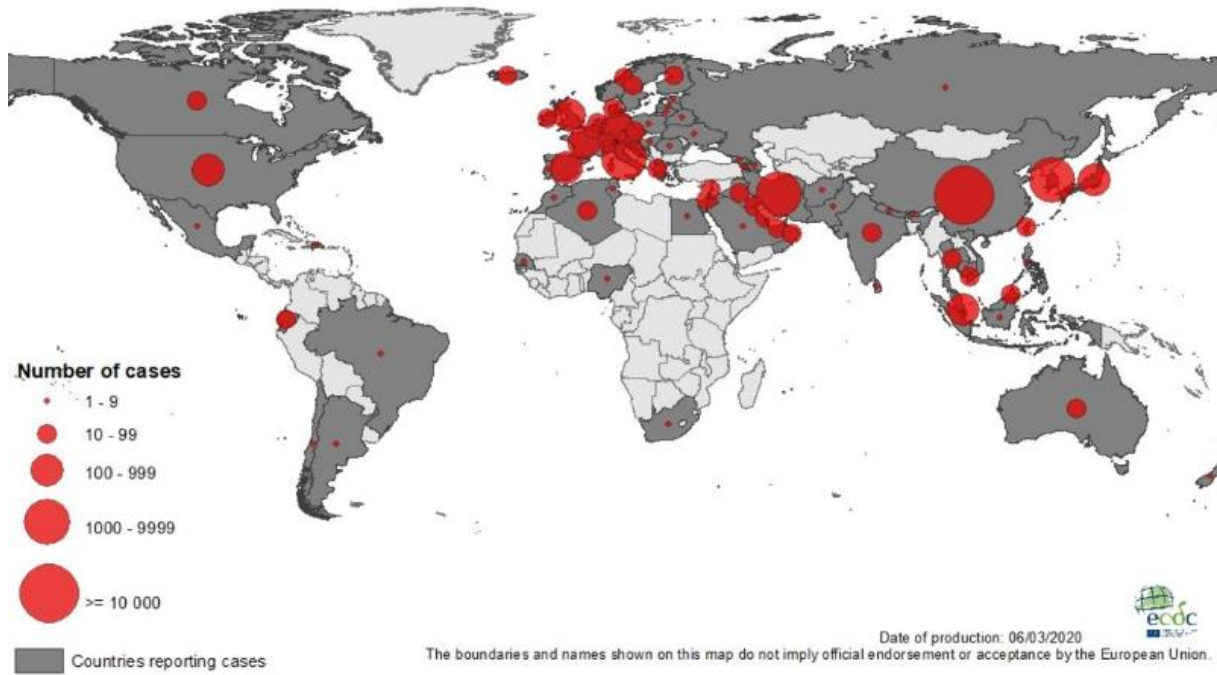 Number of cases
1 - 9
10 - 99
100 - 999
1000 - 9999
>= 10 000
Countries reporting cases
ecdc
Date of production: 06/03/2020
The boundaries and names shown on this map do not imply official endorsement or acceptance by the European Union.